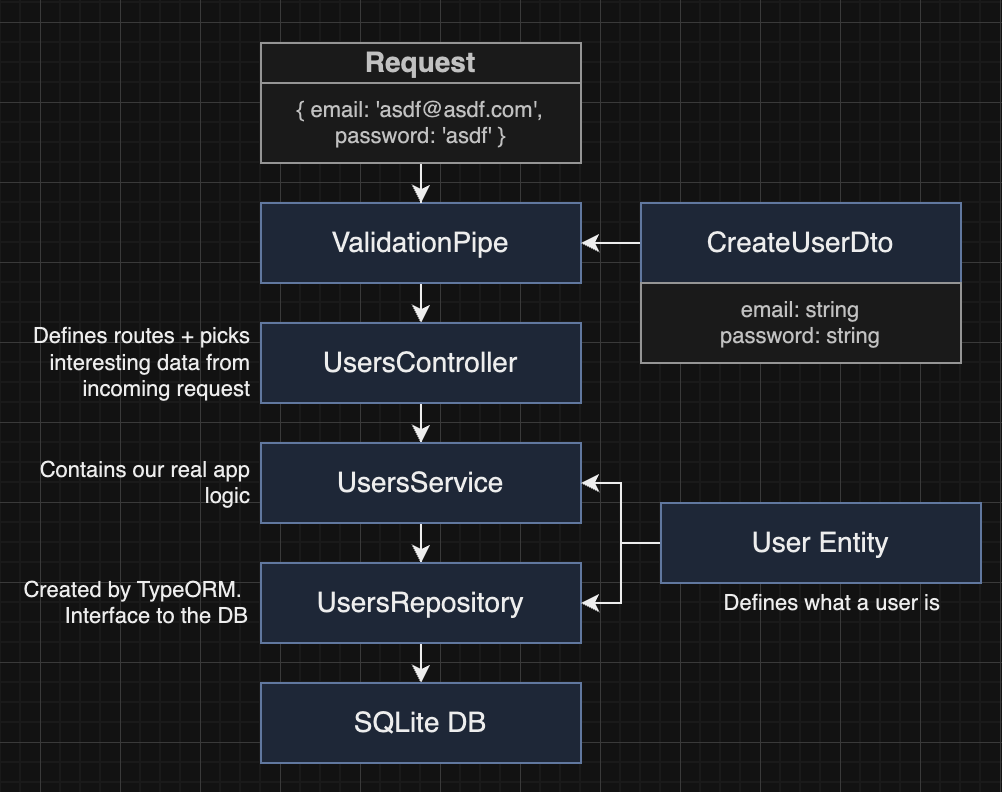 Request
{ email: 'asdf@asdf.com',
password: 'asdf' }
ValidationPipe
CreateUserDto
email: string
password: string
Defines routes + picks
interesting data from
incoming request
UsersController
Contains our real app
logic
UsersService
User Entity
Defines what a user is
Created by TypeORM.
Interface to the DB
UsersRepository
SQLite DB